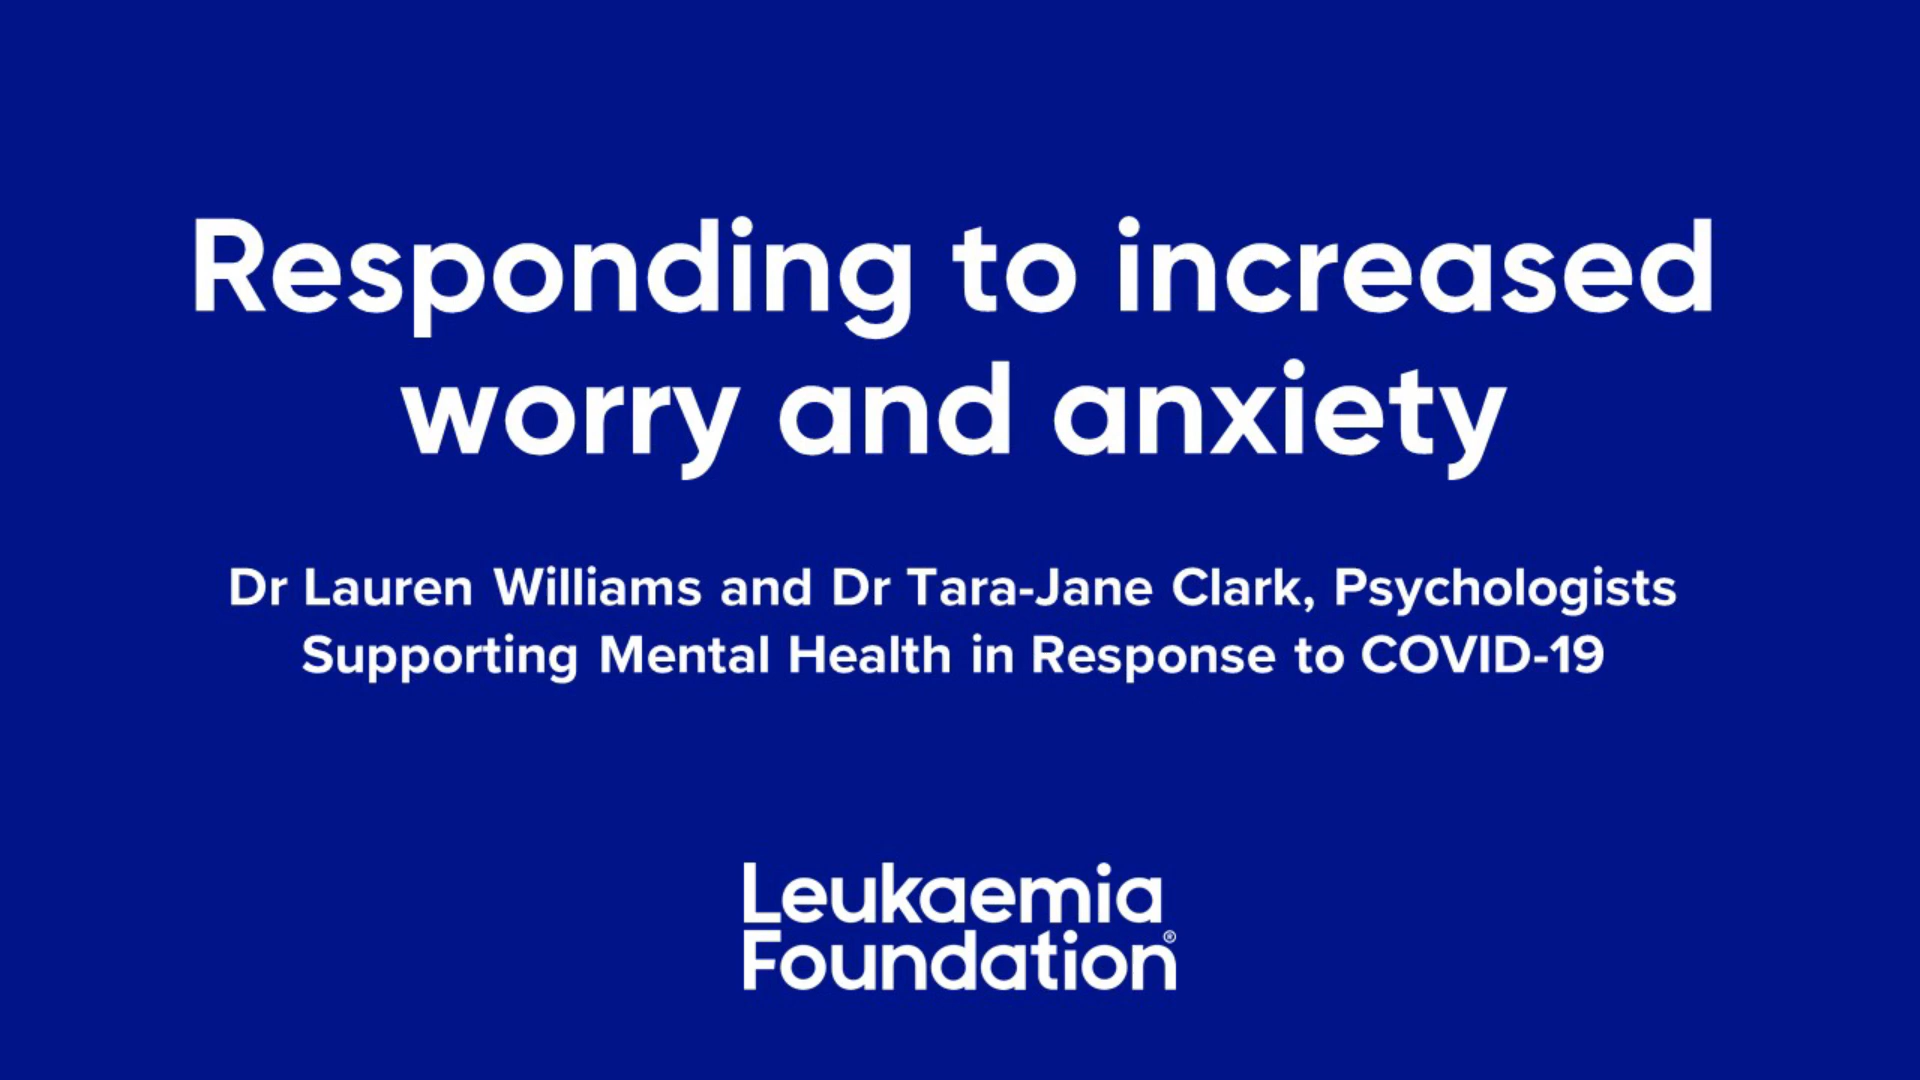 Responding to increased
worry and anxiety
Dr Lauren Williams and Dr Tara-Jane Clark, Psychologists
Supporting Mental Health in Response to COVID-19
Leukaemia
Foundation®